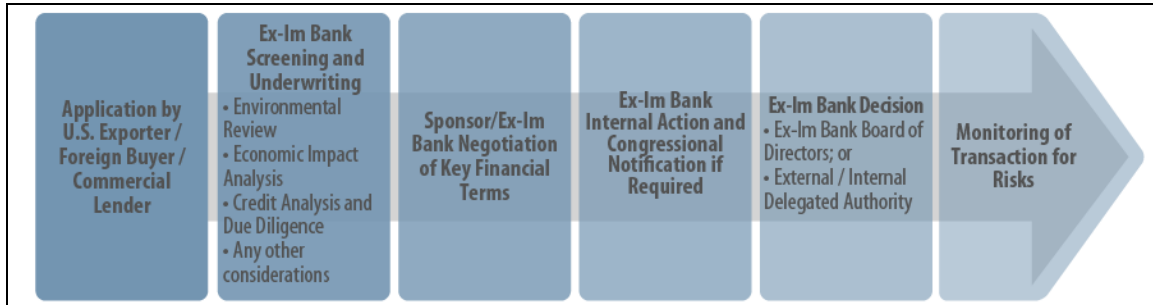 Application by
U.S. Exporter /
Foreign Buyer /
Commercial
Lender
Ex-Im Bank
Screening and
Underwriting
• Environmental
Review
• Economic Impact
Analysis
• Credit Analysis and
Due Diligence
• Any other
considerations
Sponsor/Ex-Im
Bank Negotiation
of Key Financial
Terms
Ex-Im Bank
Internal Action and
Congressional
Notification if
Required
Ex-Im Bank Decision
• Ex-Im Bank Board of
Directors; or
• External / Internal
Delegated Authority
Monitoring of
Transaction for
Risks